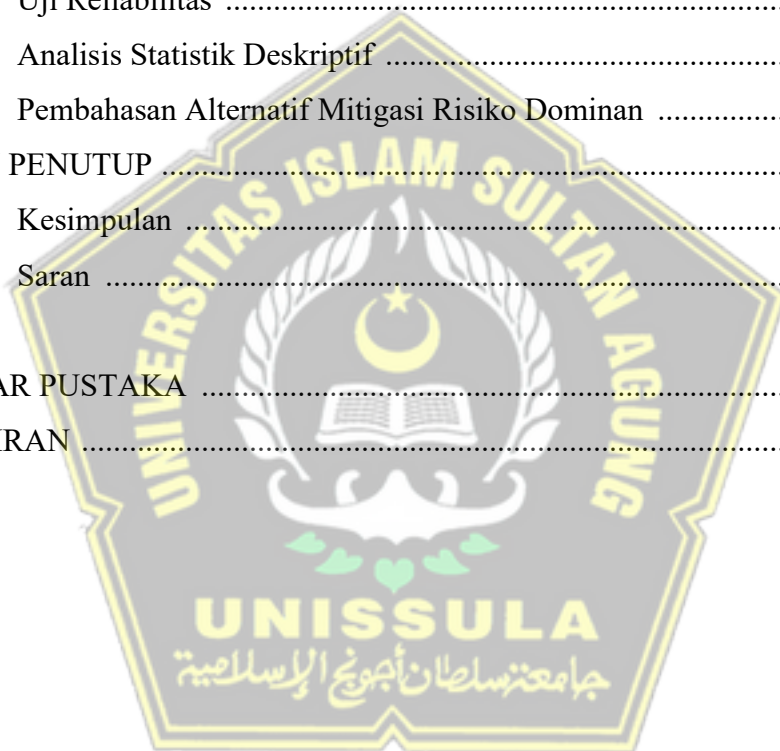 Uji Reliabilitas ........................................................................
Analisis Statistik Deskriptif ..................................................
Pembahasan Alternatif Mitigasi Risiko Dominan ................
PENUTUP ..............................................................................
Kesimpulan ...........................................................................
Saran .....................................................................................
AR PUSTAKA .......................................................................
IRAN ......................................................................................
UNIVERSITAS ISLAM SULTAN AGUNG
UNISSULA
جامعة سلطان أجونج الإسلامية